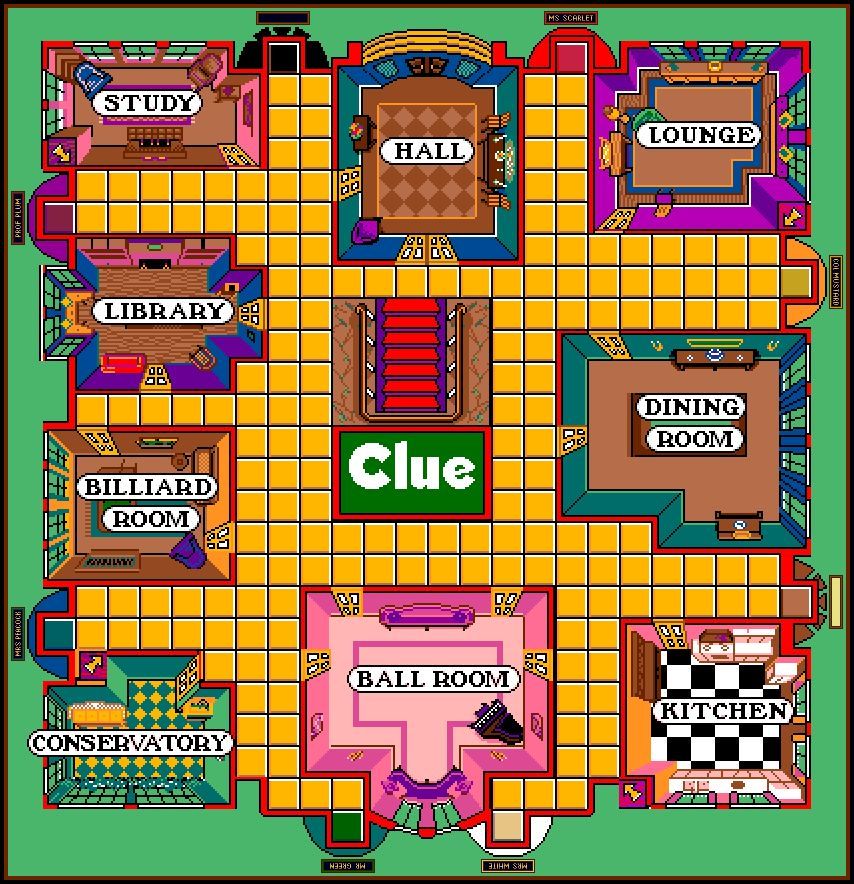 MS SCARLET
STUDY
HALL
LOUNGE
PROF PLUM
COL MUSTARD
LIBRARY
DINING
ROOM
Clue
BILLIARD
ROOM
MRS PEACOCK
BALL ROOM
KITCHEN
CONSERVATORY
MR GREEN
MRS WHITE